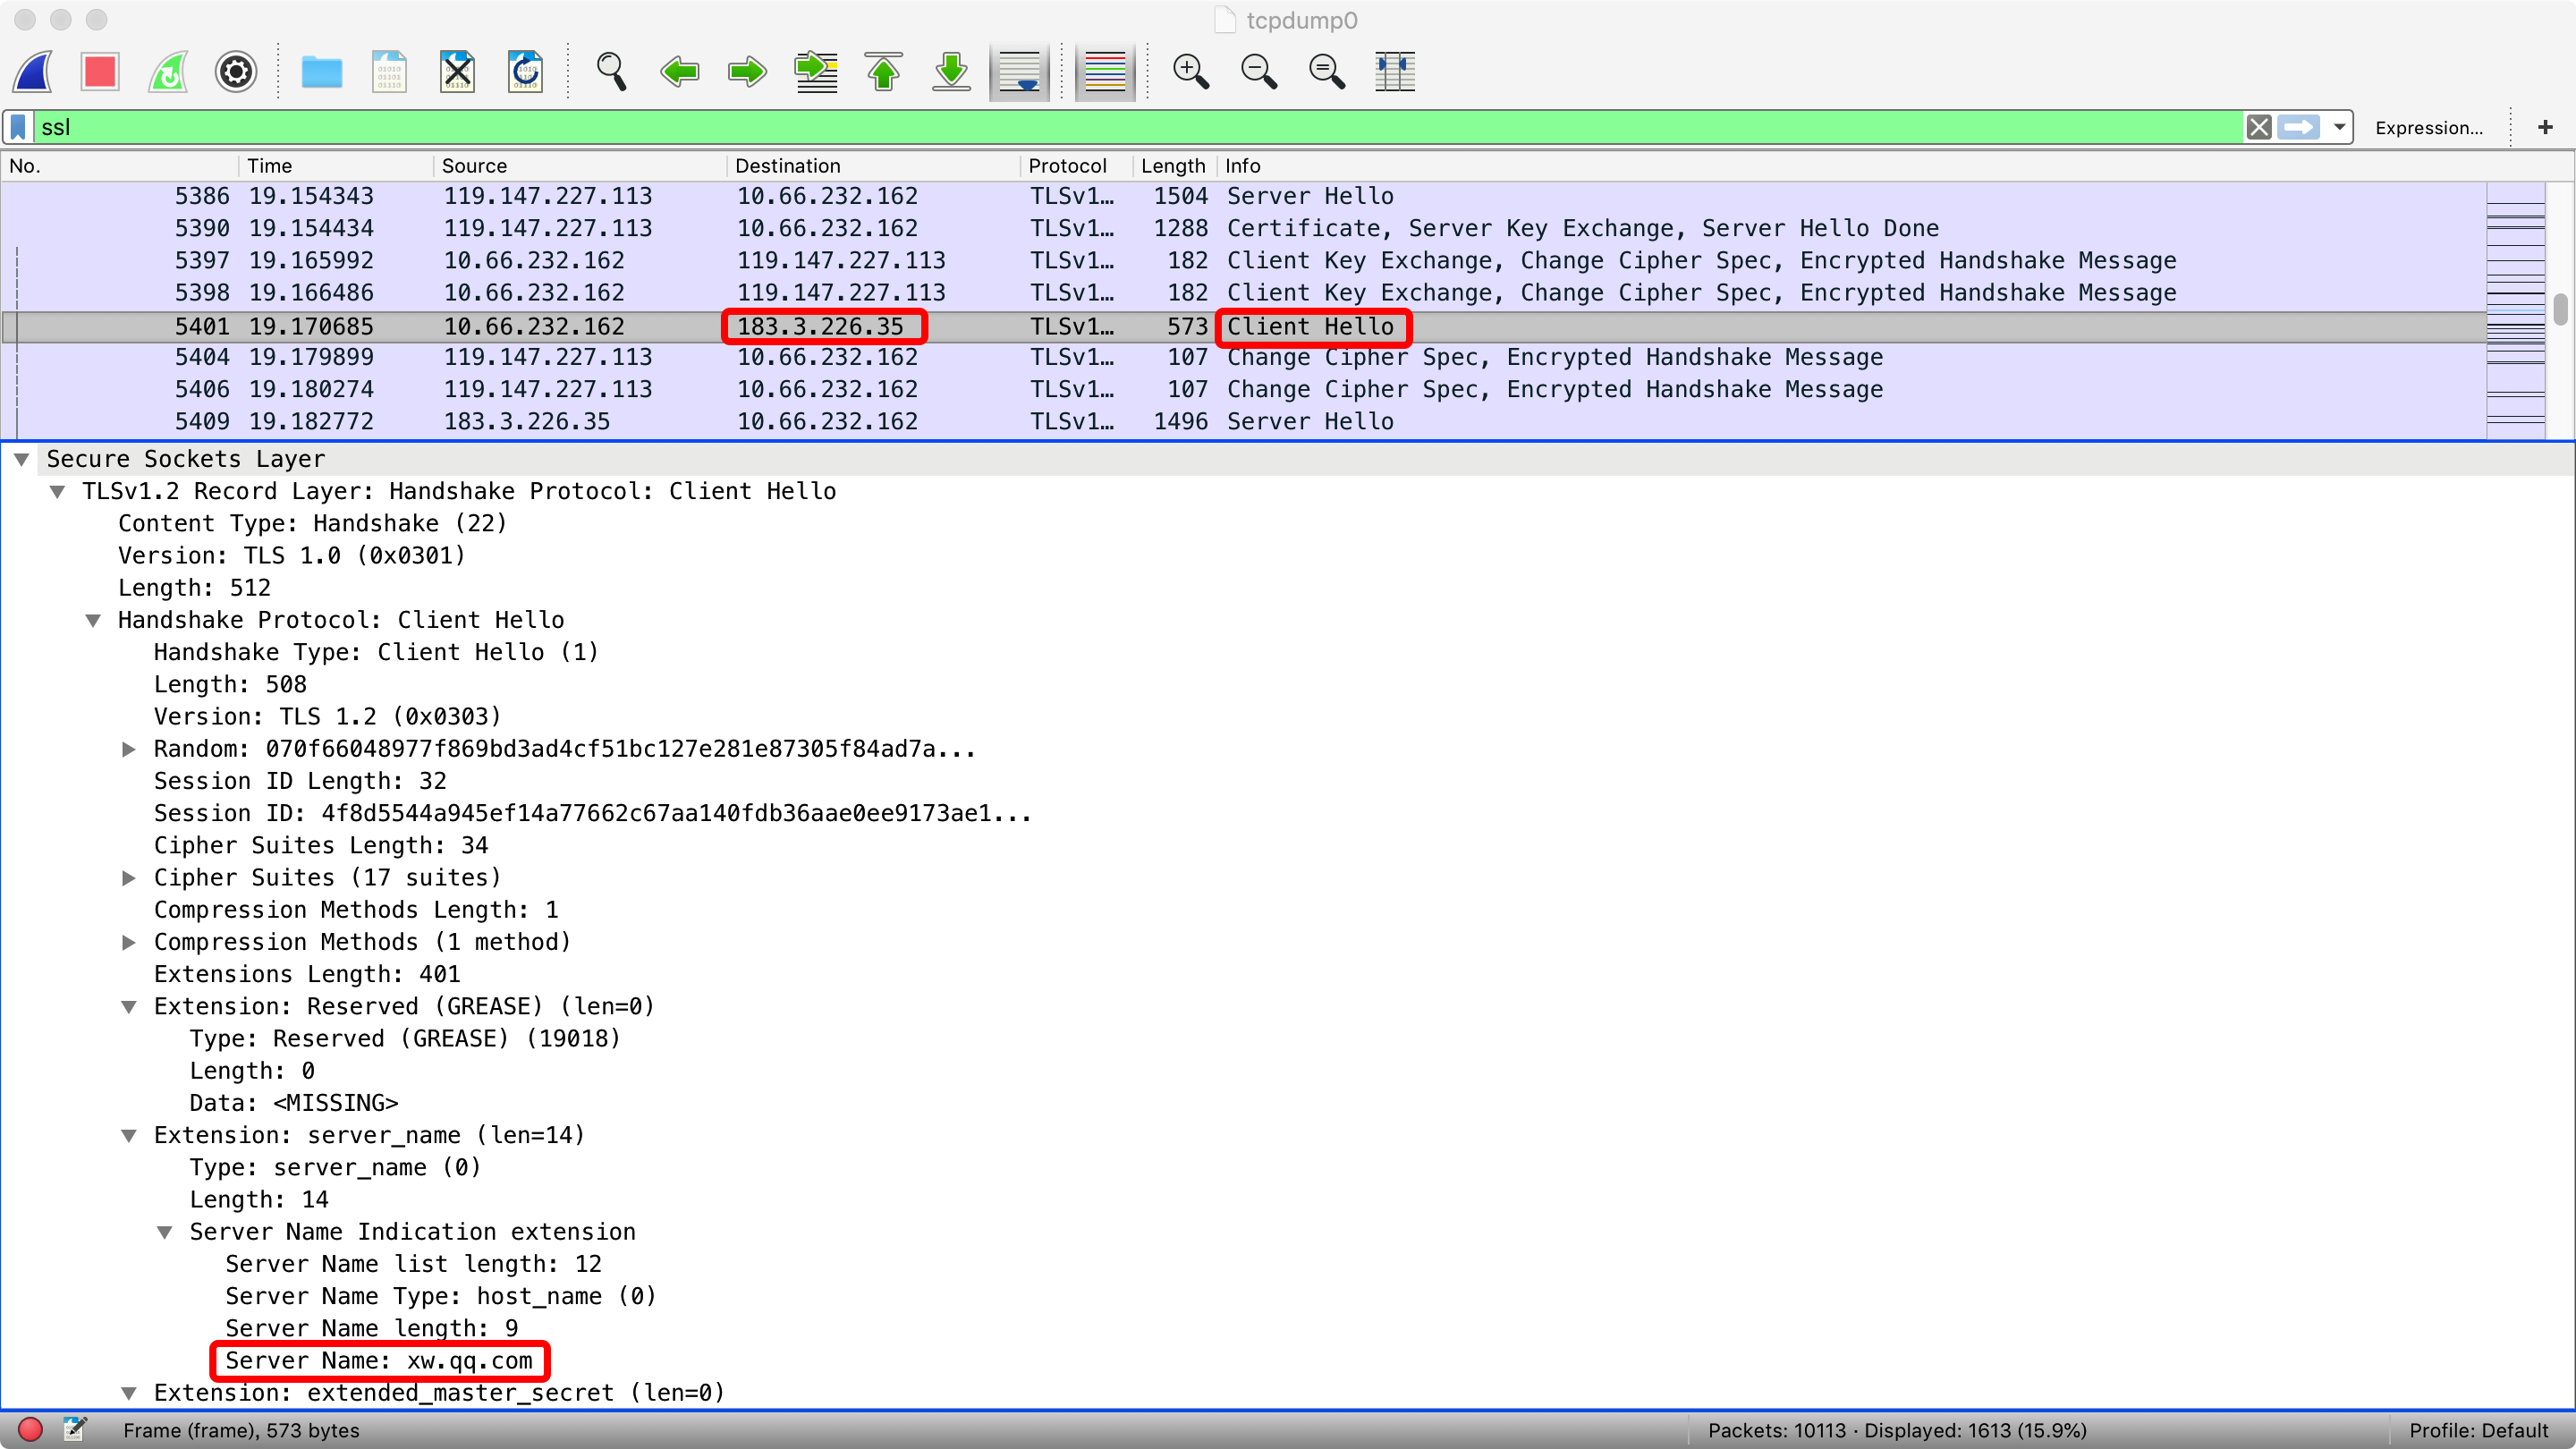 tcpdump0
ssl
Expression...
+
No. Time Source Destination Protocol Length Info
5386 19.154343 119.147.227.113 10.66.232.162 TLSv1… 1504 Server Hello
5390 19.154434 119.147.227.113 10.66.232.162 TLSv1… 1288 Certificate, Server Key Exchange, Server Hello Done
5397 19.165992 10.66.232.162 119.147.227.113 TLSv1… 182 Client Key Exchange, Change Cipher Spec, Encrypted Handshake Message
5398 19.166486 10.66.232.162 119.147.227.113 TLSv1… 182 Client Key Exchange, Change Cipher Spec, Encrypted Handshake Message
5401 19.170685 10.66.232.162 183.3.226.35 TLSv1… 573 Client Hello
5404 19.179899 119.147.227.113 10.66.232.162 TLSv1… 107 Change Cipher Spec, Encrypted Handshake Message
5406 19.180274 119.147.227.113 10.66.232.162 TLSv1… 107 Change Cipher Spec, Encrypted Handshake Message
5409 19.182772 183.3.226.35 10.66.232.162 TLSv1… 1496 Server Hello
Secure Sockets Layer
TLSv1.2 Record Layer: Handshake Protocol: Client Hello
Content Type: Handshake (22)
Version: TLS 1.0 (0x0301)
Length: 512
Handshake Protocol: Client Hello
Handshake Type: Client Hello (1)
Length: 508
Version: TLS 1.2 (0x0303)
Random: 070f66048977f869bd3ad4cf51bc127e281e87305f84ad7a...
Session ID Length: 32
Session ID: 4f8d5544a945ef14a77662c67aa140fdb36aae0ee9173ae1...
Cipher Suites Length: 34
Cipher Suites (17 suites)
Compression Methods Length: 1
Compression Methods (1 method)
Extensions Length: 401
Extension: Reserved (GREASE) (len=0)
Type: Reserved (GREASE) (19018)
Length: 0
Data: <MISSING>
Extension: server_name (len=14)
Type: server_name (0)
Length: 14
Server Name Indication extension
Server Name list length: 12
Server Name Type: host_name (0)
Server Name length: 9
Server Name: xw.qq.com
Extension: extended_master_secret (len=0)
Frame (frame), 573 bytes
Packets: 10113 · Displayed: 1613 (15.9%)
Profile: Default